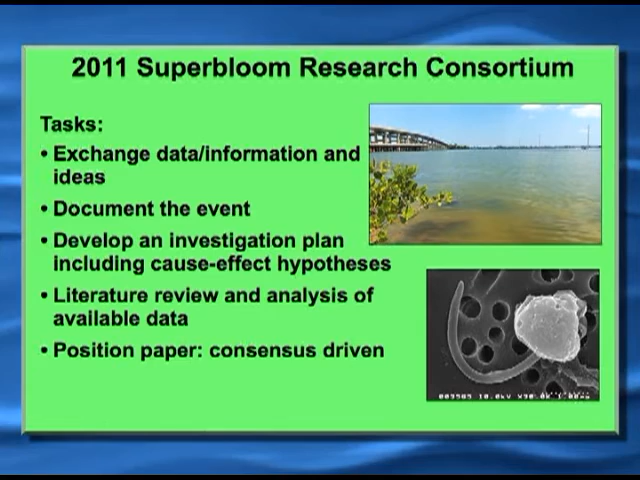 2011 Superbloom Research Consortium
Tasks:
• Exchange data/information and
ideas
• Document the event
• Develop an investigation plan
including cause-effect hypotheses
• Literature review and analysis of
available data
• Position paper: consensus driven